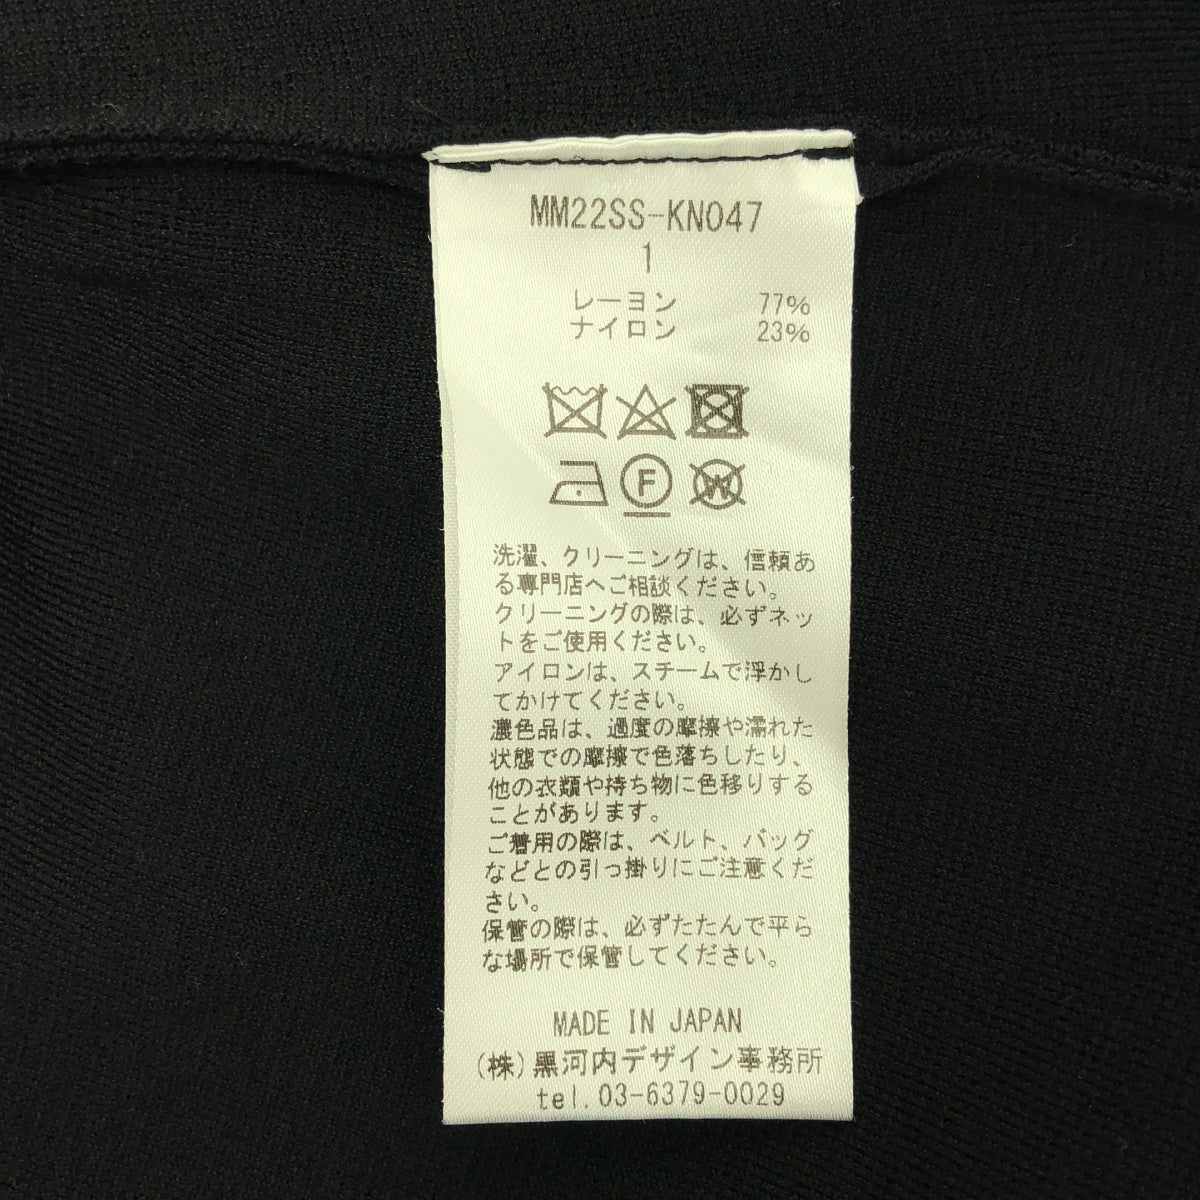 MM22SS-KN047
1
レーヨン 77%
ナイロン 23%
F
W
洗濯、クリーニングは、信頼あ
る専門店へご相談ください。
クリーニングの際は、必ずネッ
トをご使用ください。
アイロンは、スチームで浮かし
てかけてください。
濃色品は、過度の摩擦や濡れた
状態での摩擦で色落ちしたり、
他の衣類や持ち物に色移りする
ことがあります。
ご着用の際は、ベルト、バッグ
などとの引っ掛りにご注意くだ
さい。
保管の際は、必ずたたんで平ら
な場所で保管してください。
MADE IN JAPAN
(株)黒河内デザイン事務所
tel.03-6379-0029